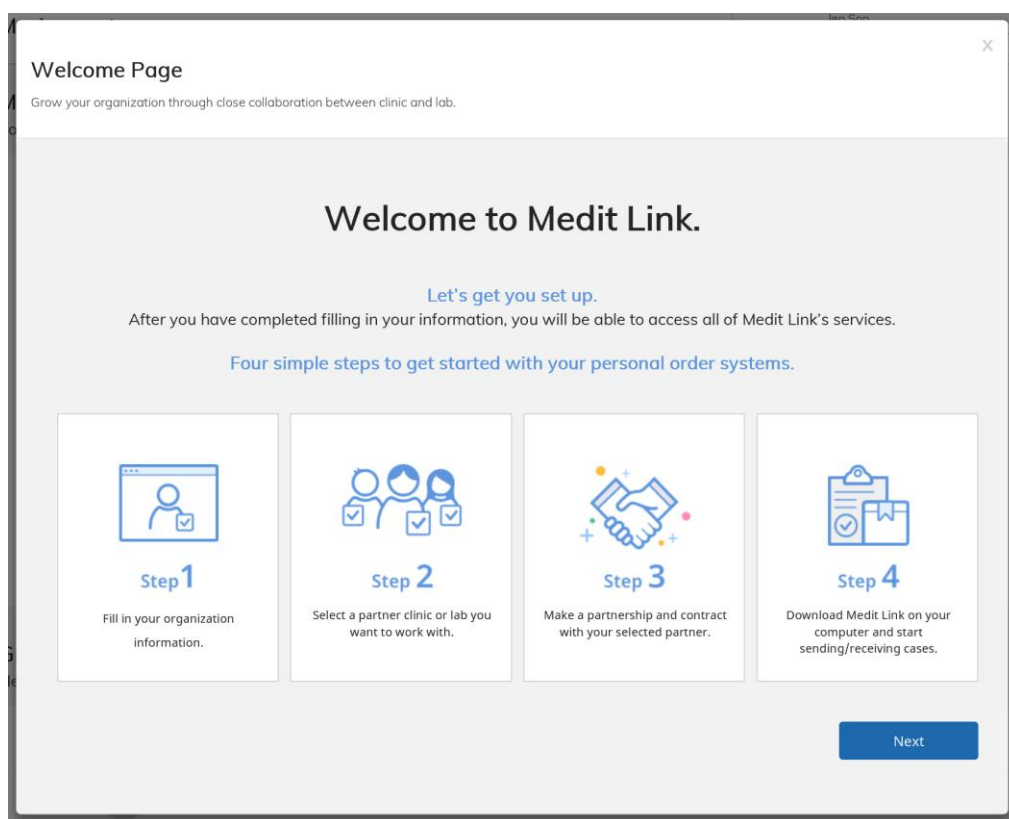 Jen Son
X
Welcome Page
Grow your organization through close collaboration between clinic and lab.
Welcome to Medit Link.
Let's get you set up.
After you have completed filling in your information, you will be able to access all of Medit Link's services.
Four simple steps to get started with your personal order systems.
Step 1
Fill in your organization
information.
Step 2
Select a partner clinic or lab you
want to work with.
Step 3
Make a partnership and contract
with your selected partner.
Step 4
Download Medit Link on your
computer and start
sending/receiving cases.
Next